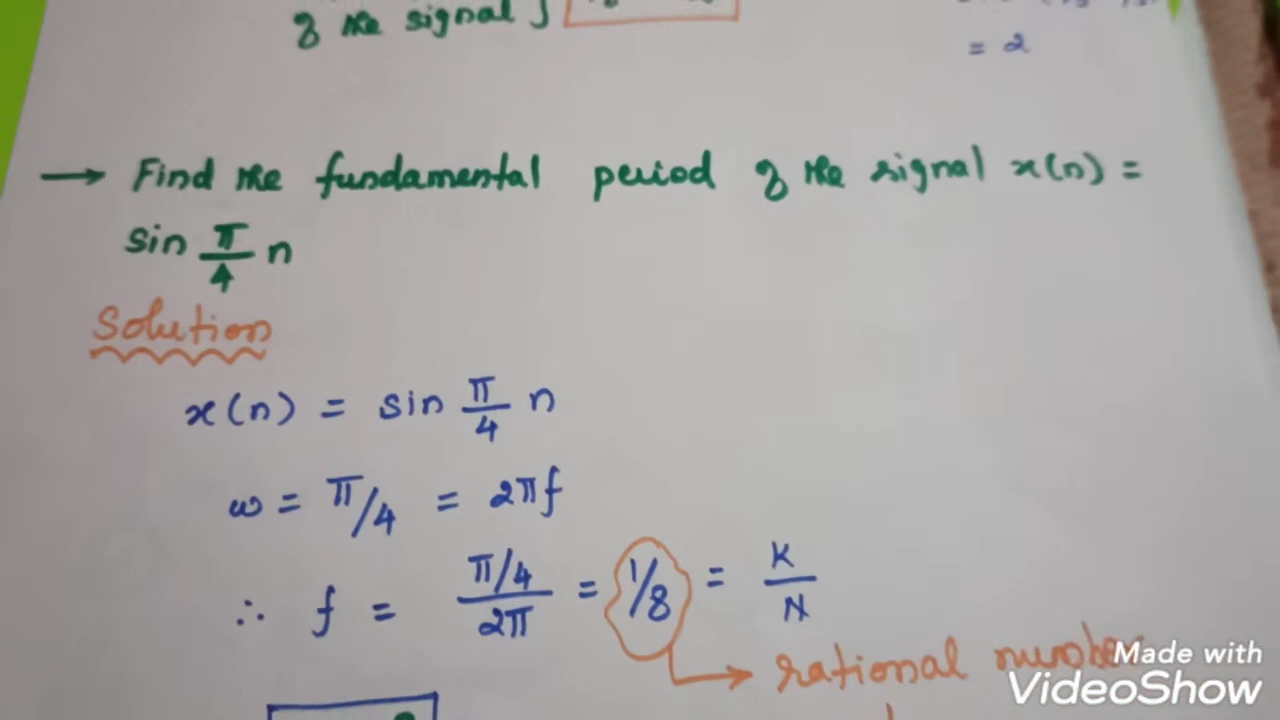 of the signal }
= 2
→ Find the fundamental period of the signal x(n) =
sin π/4 n
Solution
x(n) = sin π/4 n
ω = π/4 = 2πf
∴ f = (π/4)/(2π) = 1/8 = K/N
→ rational number
Made with
VideoShow